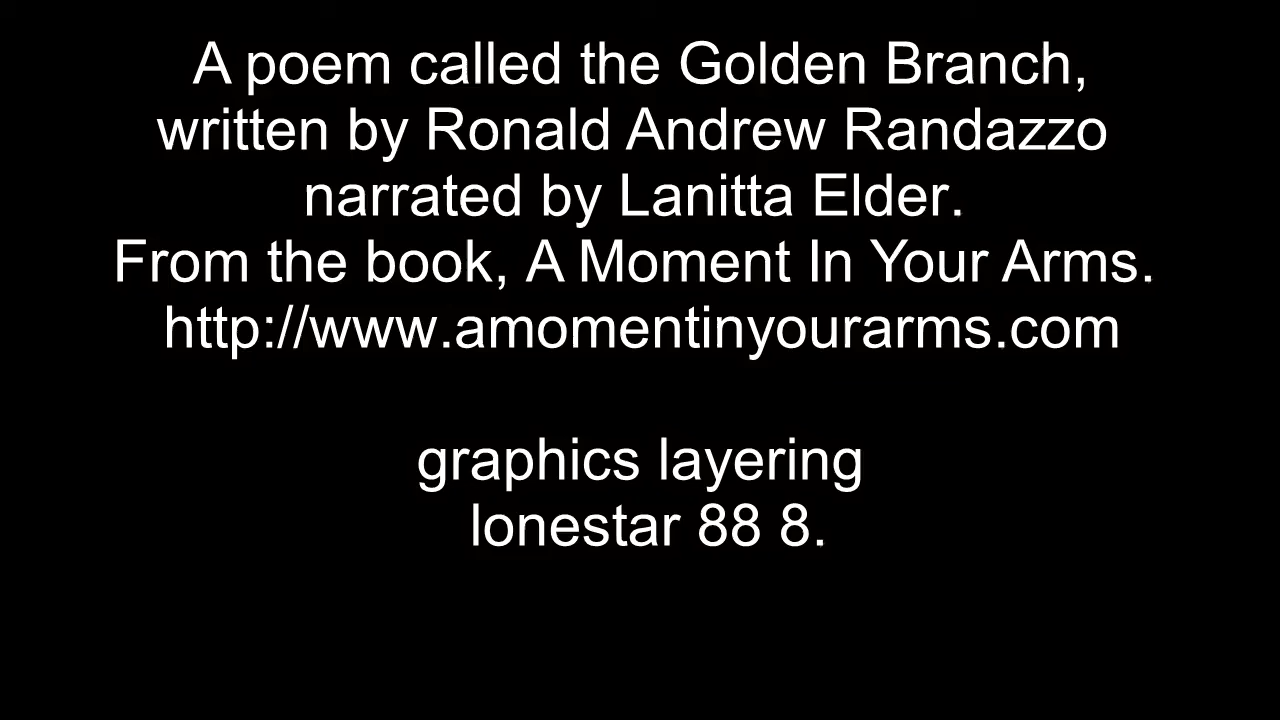 A poem called the Golden Branch,
written by Ronald Andrew Randazzo
narrated by Lanitta Elder.
From the book, A Moment In Your Arms.
http://www.amomentinyourarms.com
graphics layering
lonestar 88 8.